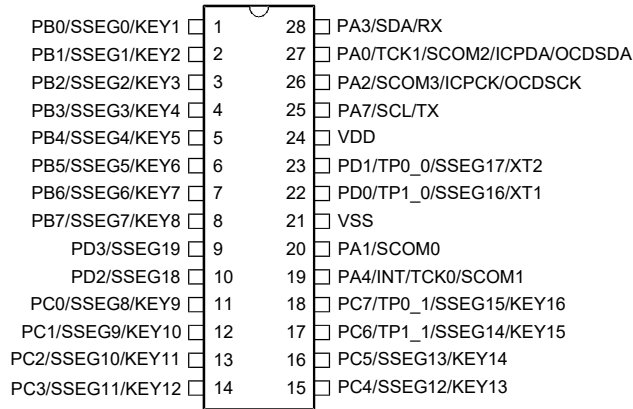 PB0/SSEG0/KEY1 1 28 PA3/SDA/RX
PB1/SSEG1/KEY2 2 27 PA0/TCK1/SCOM2/ICPDA/OCDSDA
PB2/SSEG2/KEY3 3 26 PA2/SCOM3/ICPCK/OCDSCK
PB3/SSEG3/KEY4 4 25 PA7/SCL/TX
PB4/SSEG4/KEY5 5 24 VDD
PB5/SSEG5/KEY6 6 23 PD1/TP0_0/SSEG17/XT2
PB6/SSEG6/KEY7 7 22 PD0/TP1_0/SSEG16/XT1
PB7/SSEG7/KEY8 8 21 VSS
PD3/SSEG19 9 20 PA1/SCOM0
PD2/SSEG18 10 19 PA4/INT/TCK0/SCOM1
PC0/SSEG8/KEY9 11 18 PC7/TP0_1/SSEG15/KEY16
PC1/SSEG9/KEY10 12 17 PC6/TP1_1/SSEG14/KEY15
PC2/SSEG10/KEY11 13 16 PC5/SSEG13/KEY14
PC3/SSEG11/KEY12 14 15 PC4/SSEG12/KEY13